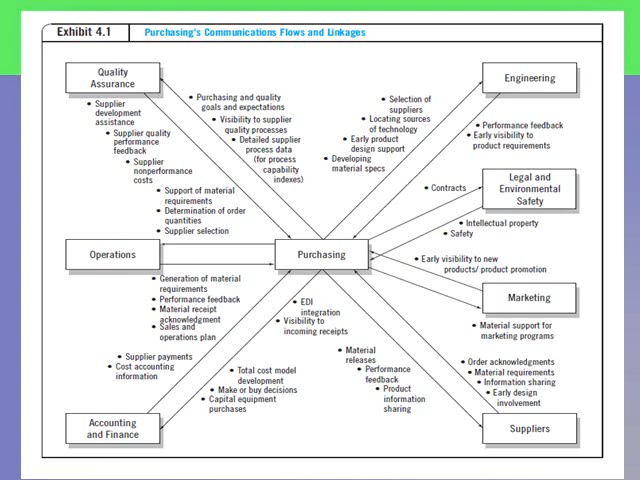 Exhibit 4.1
Purchasing's Communications Flows and Linkages
Quality
Assurance
• Supplier
development
assistance
• Supplier quality
performance
feedback
• Supplier
nonperformance
costs
• Purchasing and quality
goals and expectations
• Visibility to supplier
quality processes
• Detailed supplier
process data
(for process
capability
indexes)
• Selection of
suppliers
• Locating sources
of technology
• Early product
design support
• Developing
material specs
Engineering
• Performance feedback
• Early visibility to
product requirements
• Support of material
requirements
• Determination of order
quantities
• Supplier selection
• Contracts
Legal and
Environmental
Safety
• Intellectual property
• Safety
Operations
Purchasing
• Early visibility to new
products/ product promotion
• Generation of material
requirements
• Performance feedback
• Material receipt
acknowledgment
• Sales and
operations plan
• EDI
integration
• Visibility to
incoming receipts
Marketing
• Material support for
marketing programs
• Supplier payments
• Cost accounting
information
• Total cost model
development
• Make or buy decisions
• Capital equipment
purchases
• Material
releases
• Performance
feedback
• Product
information
sharing
• Order acknowledgments
• Material requirements
• Information sharing
• Early design
involvement
Accounting
and Finance
Suppliers